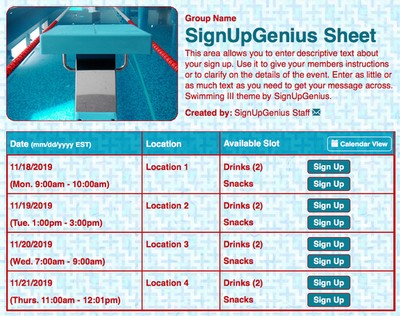 Group Name
SignUpGenius Sheet
This area allows you to enter descriptive text about
your sign up. Use it to give your members instructions
or to clarify on the details of the event. Enter as little or
as much text as you need to get your message across.
Swimming III theme by SignUpGenius.
Created by: SignUpGenius Staff
Date (mm/dd/yyyy EST) Location Available Slot Calendar View
11/18/2019 Location 1 Drinks (2) Sign Up
(Mon. 9:00am - 10:00am) Snacks Sign Up
11/19/2019 Location 2 Drinks (2) Sign Up
(Tue. 1:00pm - 3:00pm) Snacks Sign Up
11/20/2019 Location 3 Drinks (2) Sign Up
(Wed. 7:00am - 9:00am) Snacks Sign Up
11/21/2019 Location 4 Drinks (2) Sign Up
(Thurs. 11:00am - 12:01pm) Snacks Sign Up